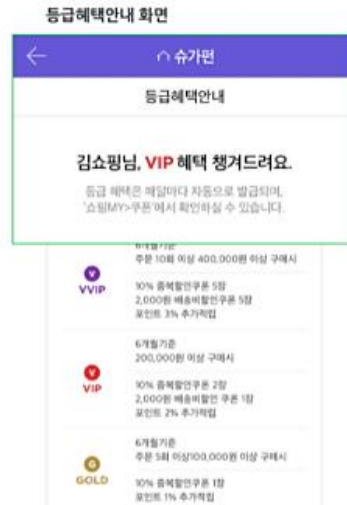 등급혜택안내 화면
슈가펀
등급혜택안내
김쇼핑님, VIP 혜택 챙겨드려요.
등급 혜택은 매달마다 자동으로 발급되며,
'쇼핑MY>쿠폰'에서 확인하실 수 있습니다.
6개월기준
주문 10회 이상 400,000원 이상 구매시
V
VVIP
10% 중복할인쿠폰 5장
2,000원 배송비할인쿠폰 5장
포인트 3% 추가적립
6개월기준
200,000원 이상 구매시
V
VIP
10% 중복할인쿠폰 2장
2,000원 배송비할인 쿠폰 1장
포인트 2% 추가적립
6개월기준
주문 5회 이상100,000원 이상 구매시
G
GOLD
10% 중복할인쿠폰 1장
포인트 1% 추가적립